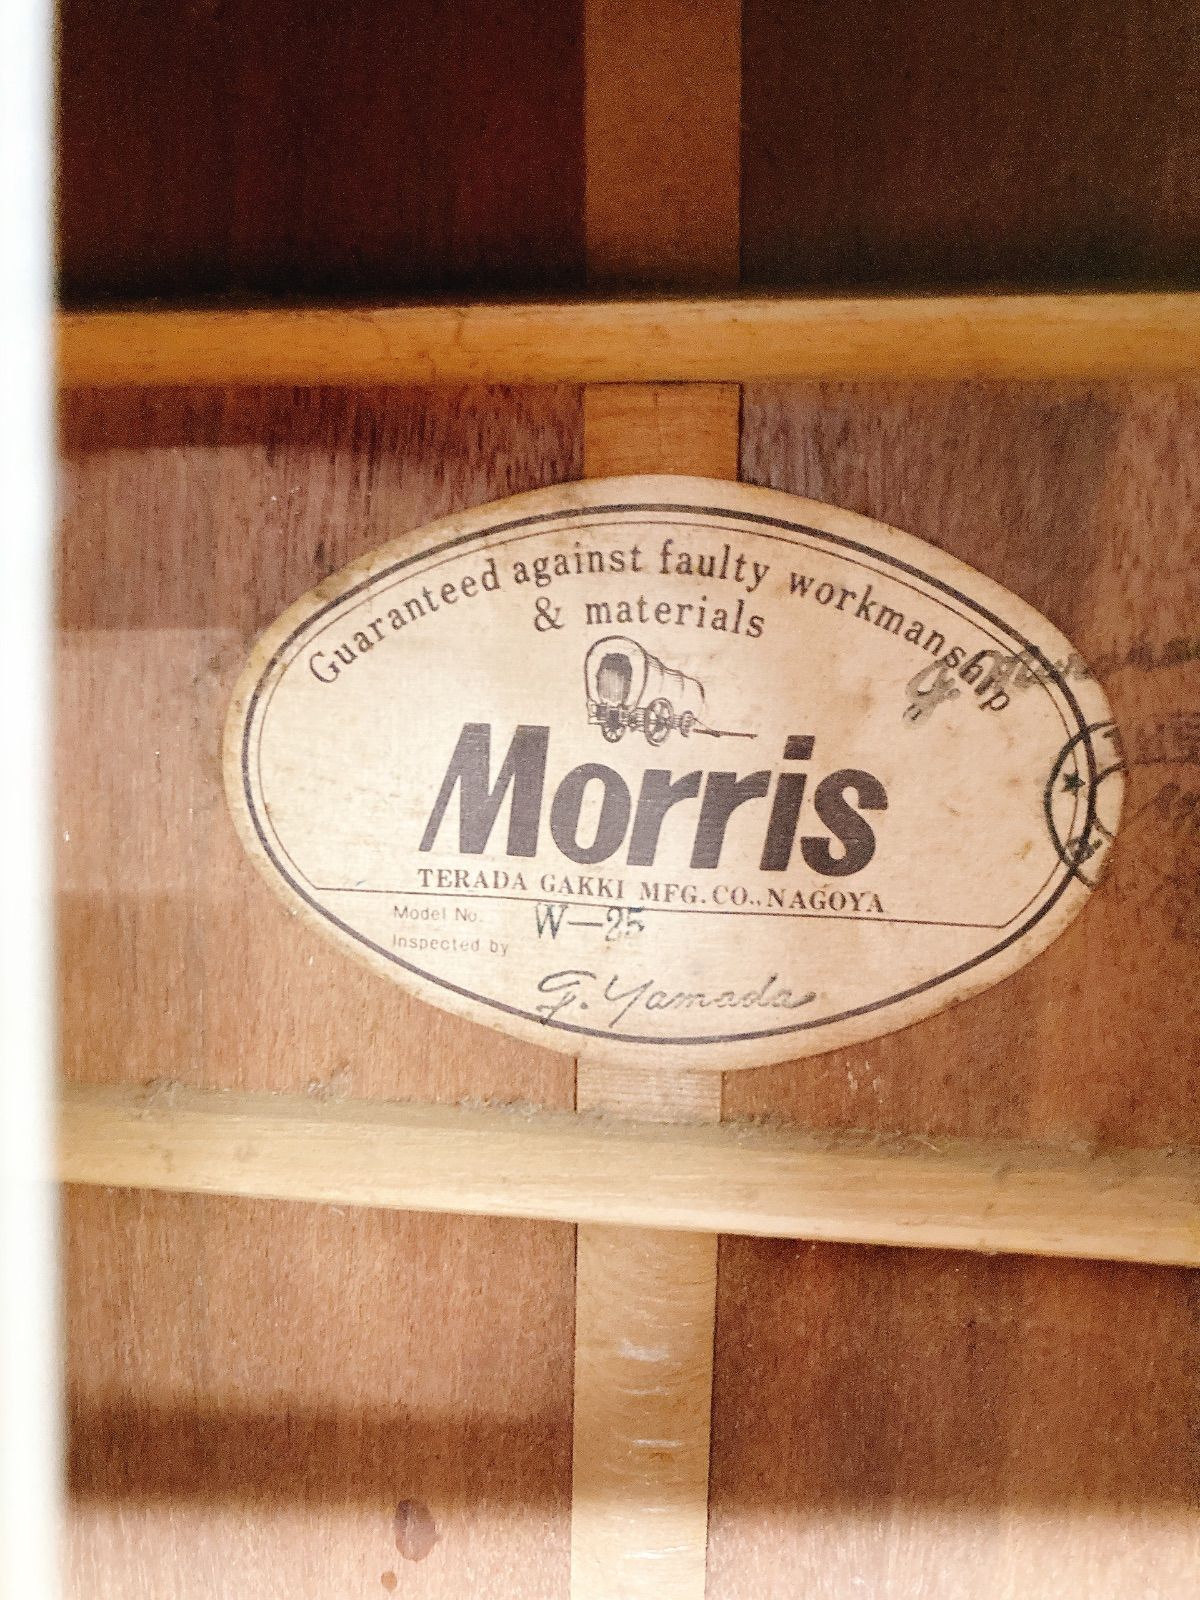 Guaranteed against faulty workmanship
& materials
Morris
TERADA GAKKI MFG. CO., NAGOYA
Model No. W-25
Inspected by
G. Yamada